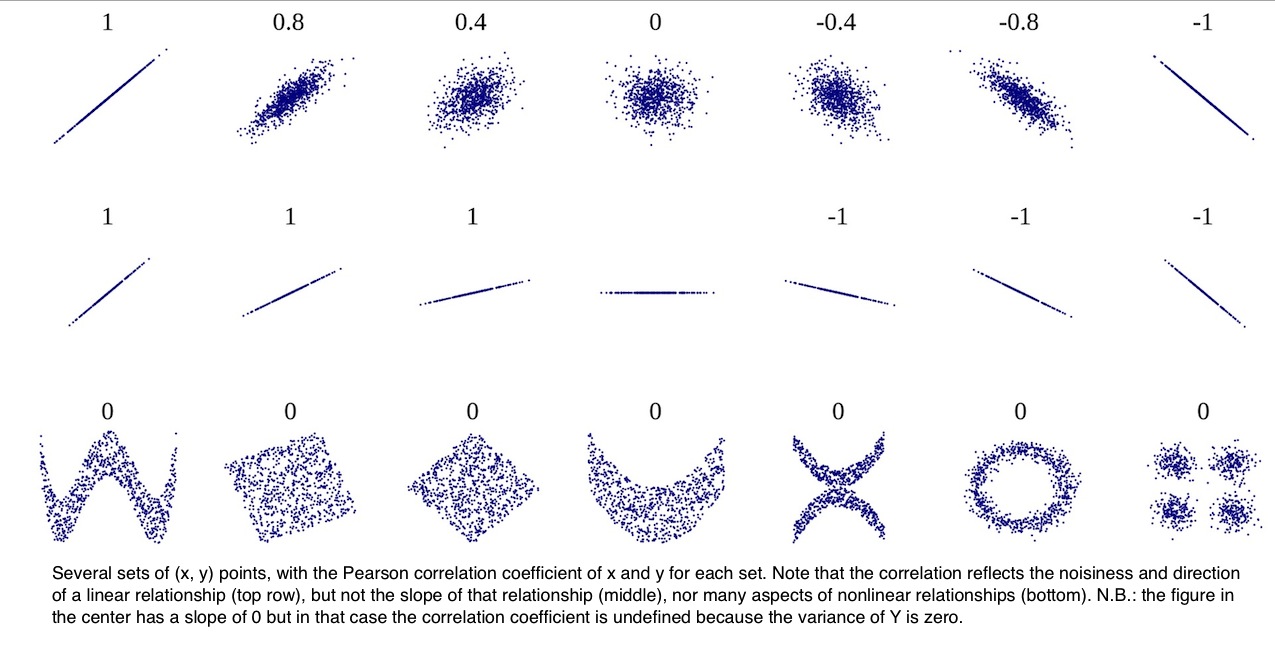 1 0.8 0.4 0 -0.4 -0.8 -1
1 1 1 -1 -1 -1
0 0 0 0 0 0 0
Several sets of (x, y) points, with the Pearson correlation coefficient of x and y for each set. Note that the correlation reflects the noisiness and direction
of a linear relationship (top row), but not the slope of that relationship (middle), nor many aspects of nonlinear relationships (bottom). N.B.: the figure in
the center has a slope of 0 but in that case the correlation coefficient is undefined because the variance of Y is zero.